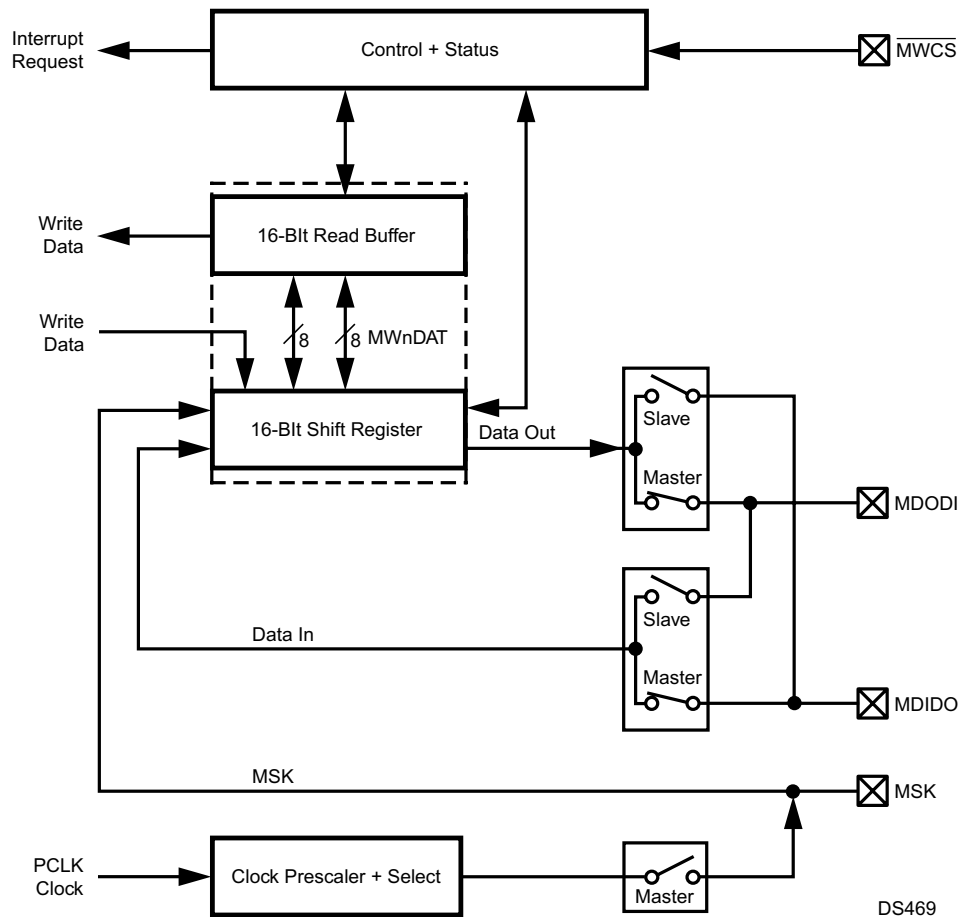 Interrupt
Request
Control + Status
MWCS
Write
Data
16-BIt Read Buffer
Write
Data
8
8
MWnDAT
16-BIt Shift Register
Data Out
Slave
Master
MDODI
Slave
Data In
Master
MDIDO
MSK
MSK
PCLK
Clock
Clock Prescaler + Select
Master
DS469